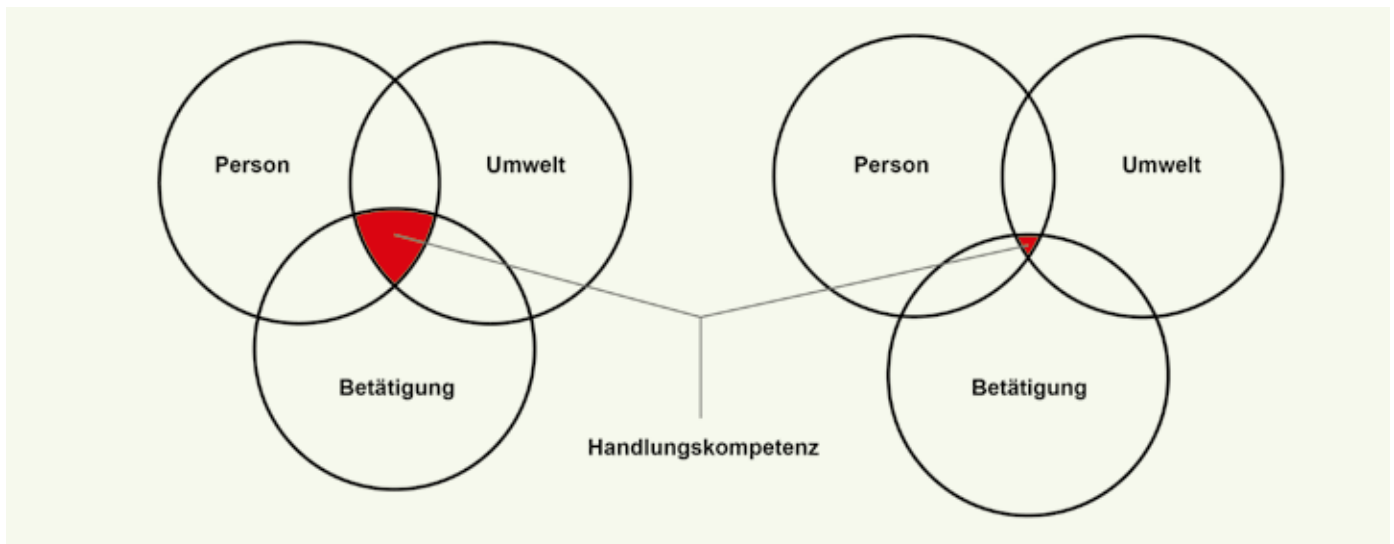 Person
Umwelt
Betätigung
Person
Umwelt
Betätigung
Handlungskompetenz